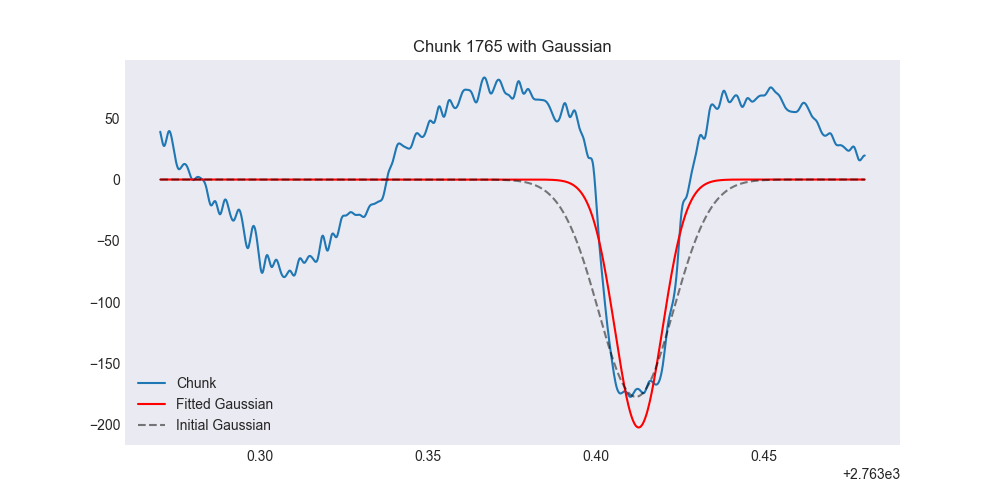 Chunk 1765 with Gaussian
50
0
−50
−100
−150
−200
Chunk
Fitted Gaussian
Initial Gaussian
0.30 0.35 0.40 0.45
+2.763e3